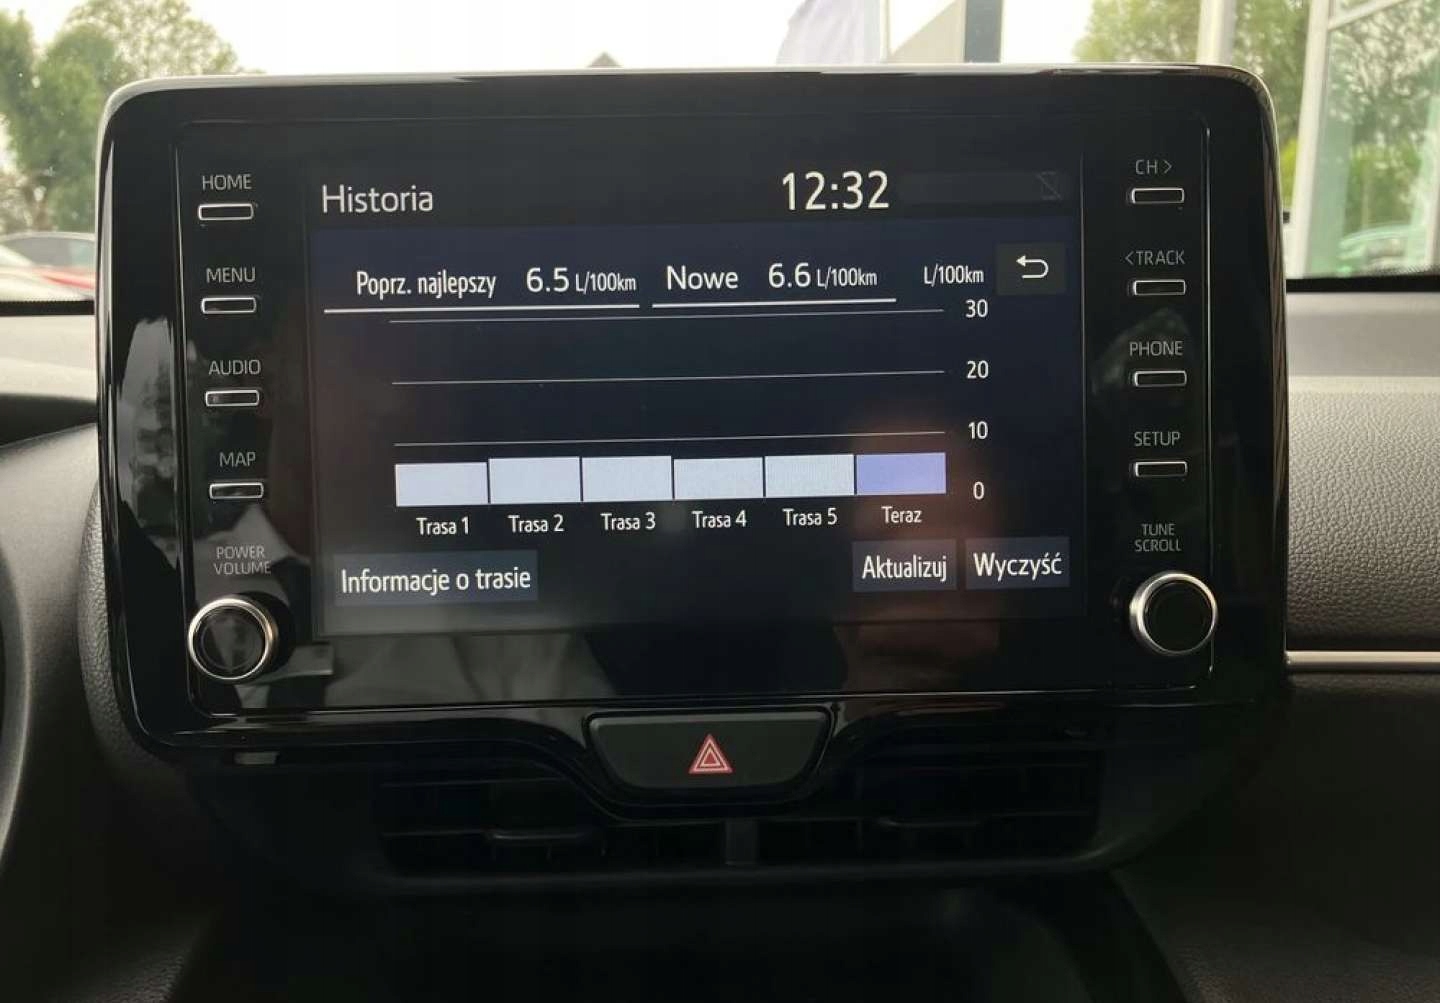 HOME
MENU
AUDIO
MAP
POWER
VOLUME
Historia 12:32
Poprz. najlepszy 6.5 L/100km Nowe 6.6 L/100km L/100km
30
20
10
0
Trasa 1 Trasa 2 Trasa 3 Trasa 4 Trasa 5 Teraz
Informacje o trasie Aktualizuj Wyczyść
CH >
< TRACK
PHONE
SETUP
TUNE
SCROLL